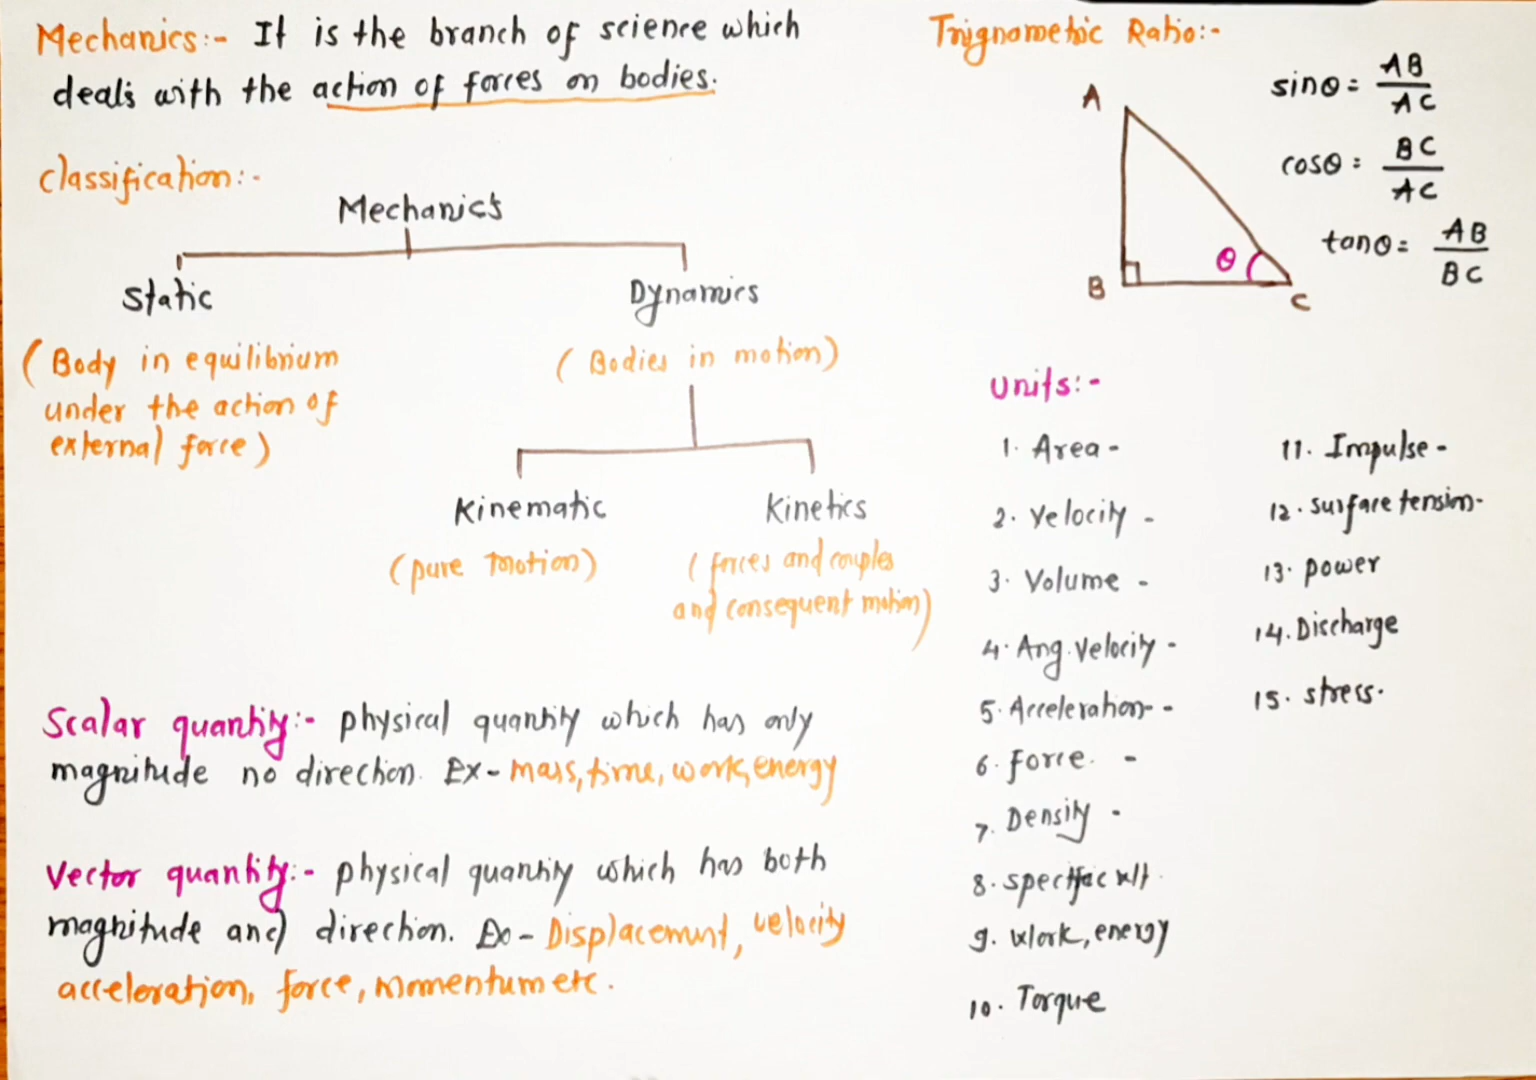 Mechanics:- It is the branch of science which
deals with the action of forces on bodies.
Classification:-
Mechanics
Static
Dynamics
(Body in equilibrium
under the action of
external force)
(Bodies in motion)
Kinematic
Kinetics
(pure motion)
(forces and couples
and consequent motion)
Scalar quantity:- physical quantity which has only
magnitude no direction. Ex- mass, time, work, energy
Vector quantity:- physical quantity which has both
magnitude and direction. Ex- Displacement, velocity
acceleration, force, momentum etc.
Trignometric Ratio:-
A
B
C
θ
sinθ = AB/AC
cosθ = BC/AC
tanθ = AB/BC
Units:-
1. Area -
2. Velocity -
3. Volume -
4. Ang. Velocity -
5. Acceleration -
6. force. -
7. Density -
8. specific wt.
9. Work, energy
10. Torque
11. Impulse -
12. surface tension-
13. power
14. Discharge
15. stress.